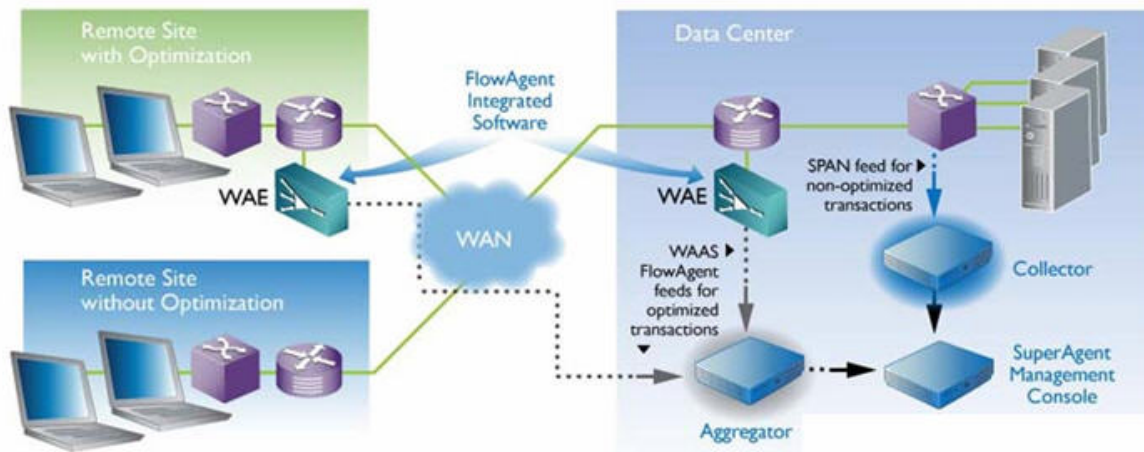 Remote Site
with Optimization
FlowAgent
Integrated
Software
WAE
WAN
Remote Site
without Optimization
Data Center
WAE
SPAN feed for
non-optimized
transactions
WAAS
FlowAgent
feeds for
optimized
transactions
Collector
Aggregator
SuperAgent
Management
Console